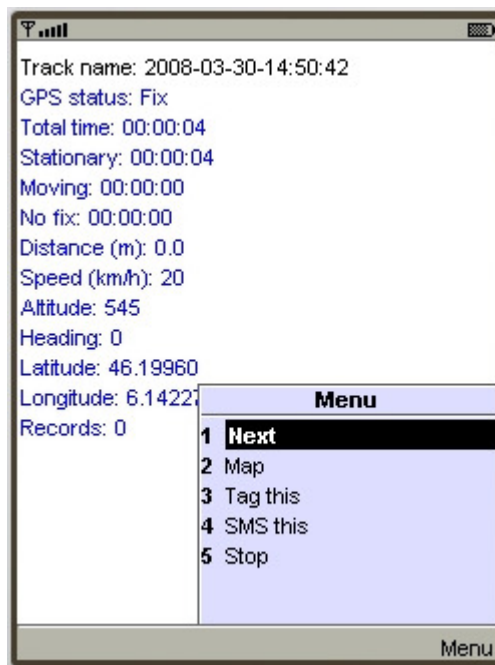 Track name: 2008-03-30-14:50:42
GPS status: Fix
Total time: 00:00:04
Stationary: 00:00:04
Moving: 00:00:00
No fix: 00:00:00
Distance (m): 0.0
Speed (km/h): 20
Altitude: 545
Heading: 0
Latitude: 46.19960
Longitude: 6.14227
Records: 0
Menu
1 Next
2 Map
3 Tag this
4 SMS this
5 Stop
Menu